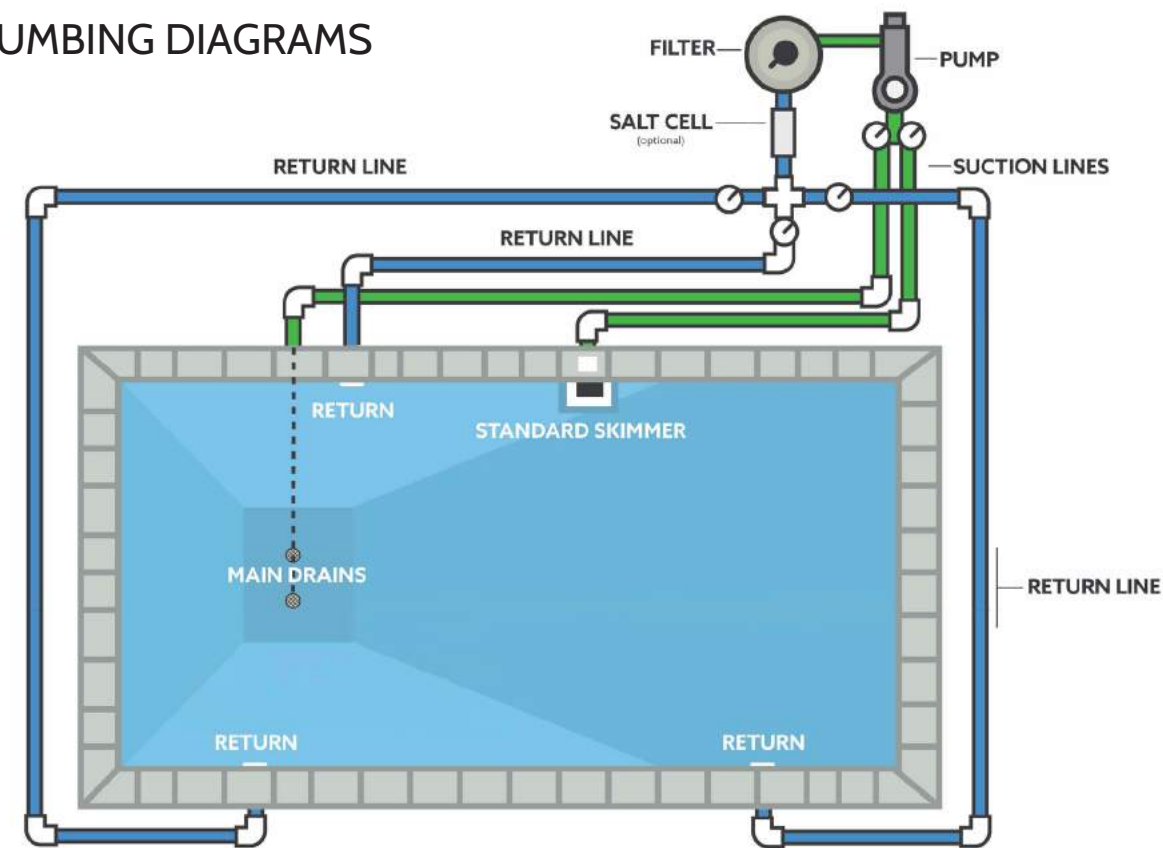 UMBING DIAGRAMS
FILTER
PUMP
SALT CELL
(optional)
RETURN LINE
SUCTION LINES
RETURN LINE
RETURN
STANDARD SKIMMER
MAIN DRAINS
RETURN LINE
RETURN
RETURN